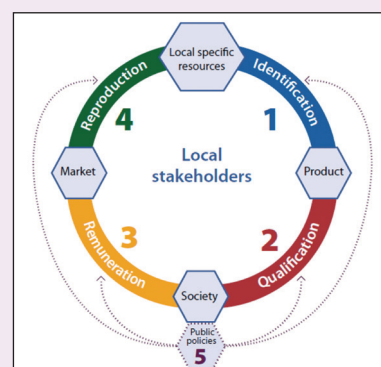 Local specific
resources
Reproduction
Identification
4
1
Local
stakeholders
Market
Product
3
2
Remuneration
Qualification
Society
Public
policies
5